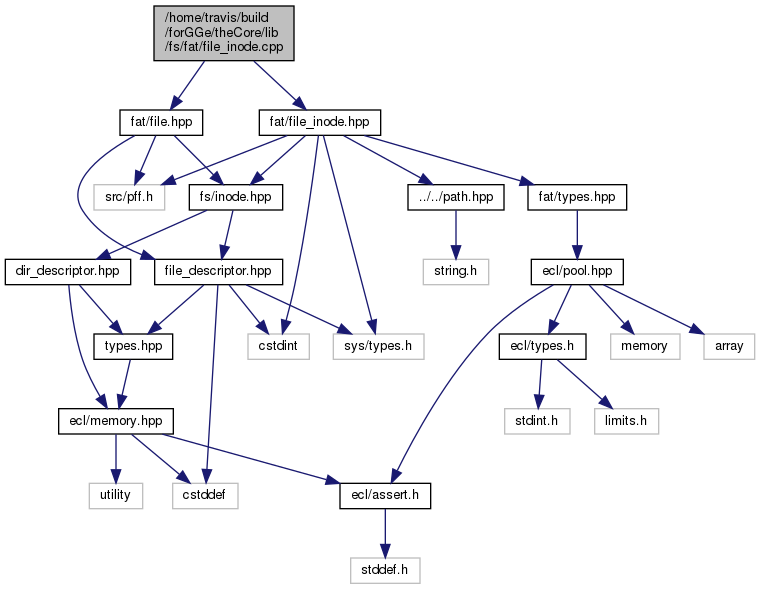 /home/travis/build
/forGGe/theCore/lib
/fs/fat/file_inode.cpp
fat/file.hpp
fat/file_inode.hpp
src/pff.h
fs/inode.hpp
../../path.hpp
fat/types.hpp
dir_descriptor.hpp
file_descriptor.hpp
string.h
ecl/pool.hpp
types.hpp
cstdint
sys/types.h
ecl/types.h
memory
array
ecl/memory.hpp
stdint.h
limits.h
utility
cstddef
ecl/assert.h
stddef.h